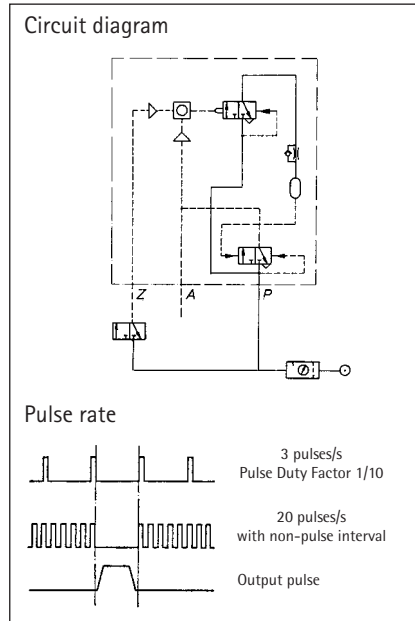 Circuit diagram
Z A P
Pulse rate
3 pulses/s
Pulse Duty Factor 1/10
20 pulses/s
with non-pulse interval
Output pulse